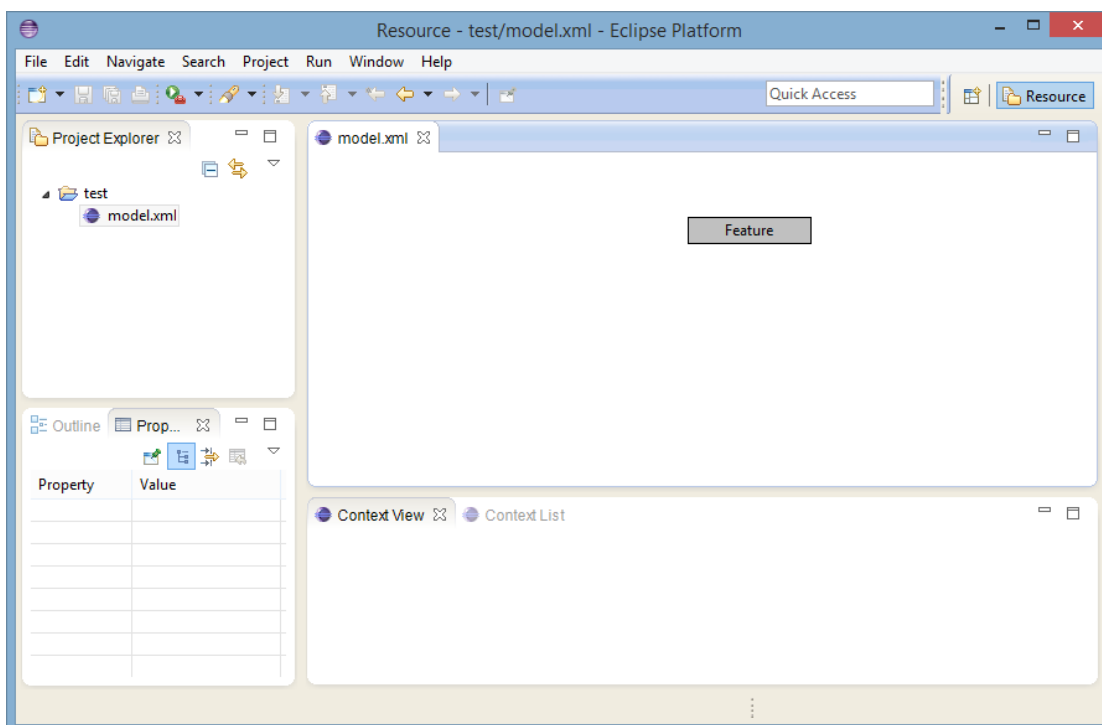 Resource - test/model.xml - Eclipse Platform
File Edit Navigate Search Project Run Window Help
Quick Access
Resource
Project Explorer
test
model.xml
model.xml
Feature
Outline Prop...
Property Value
Context View Context List